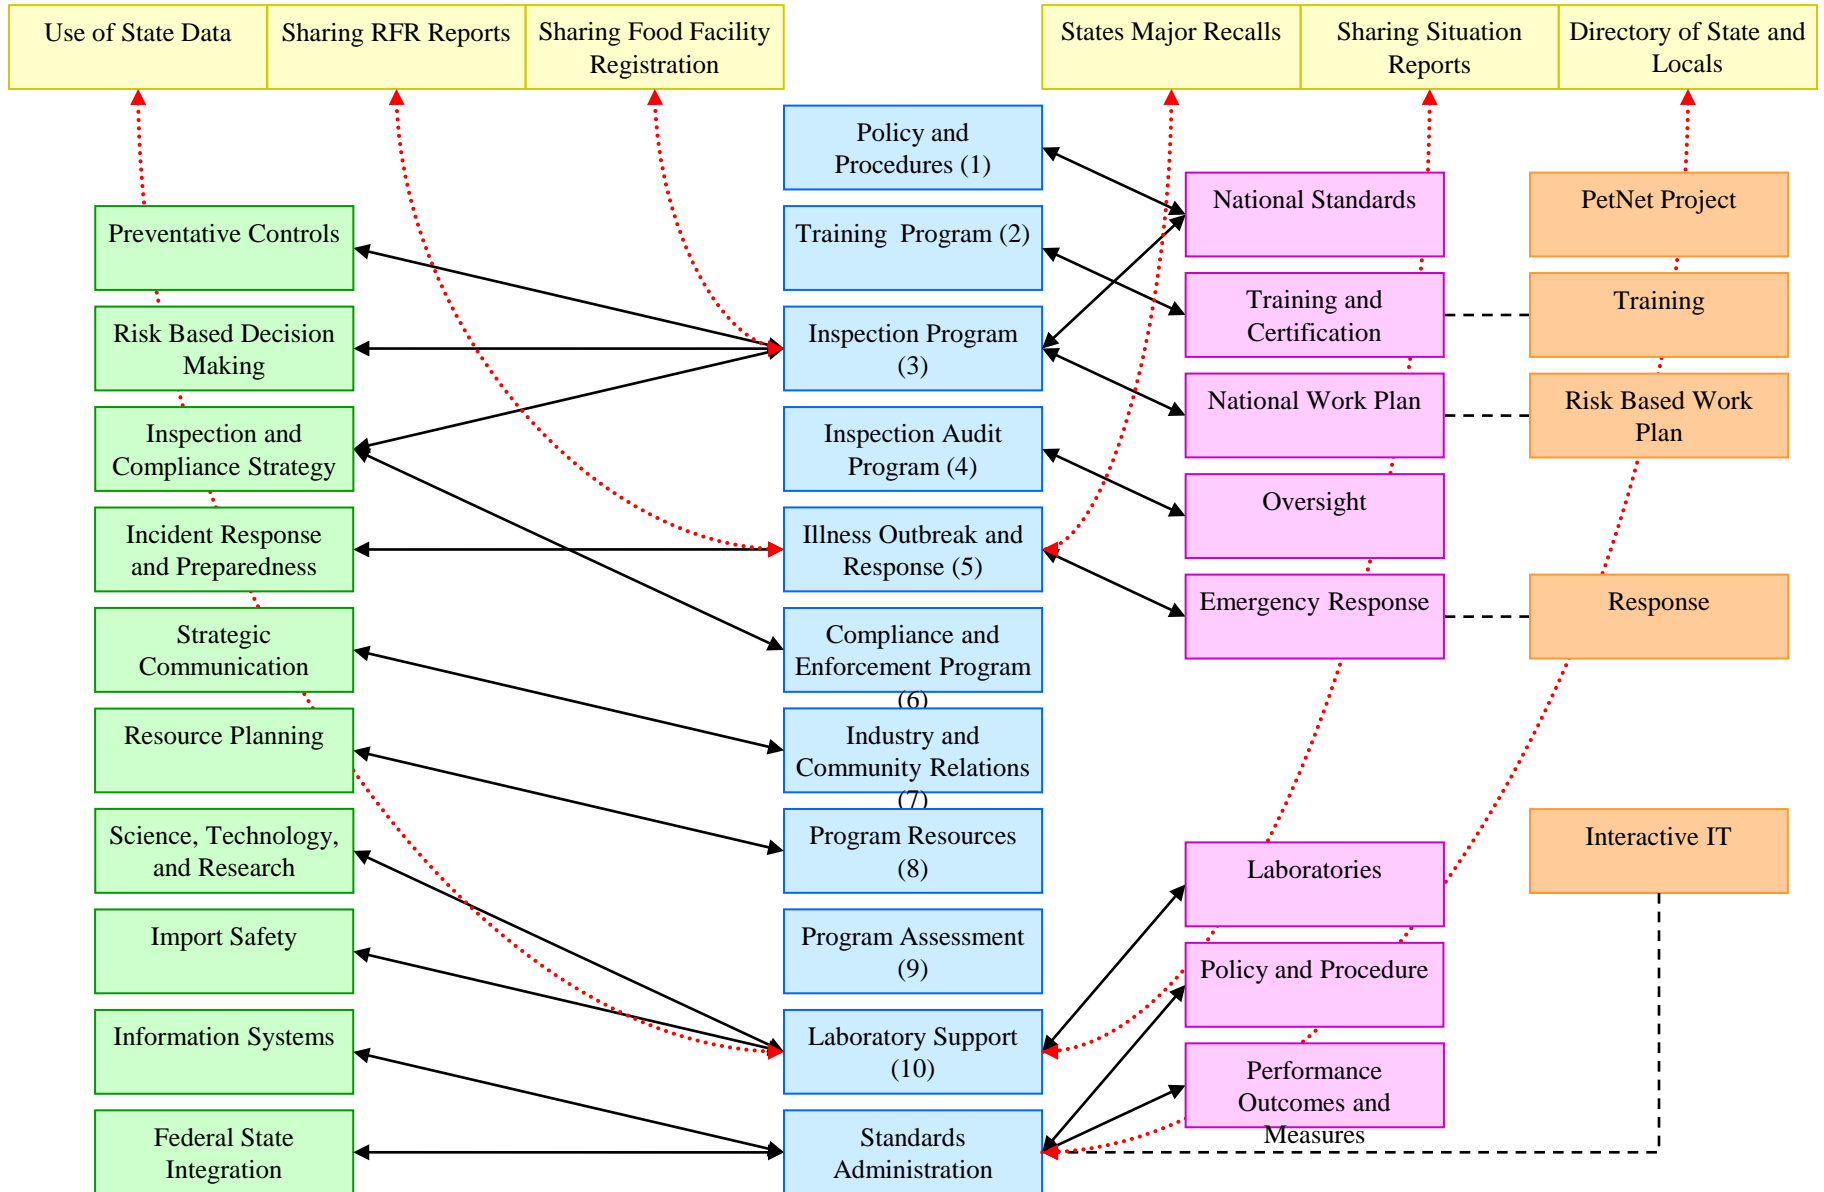 Use of State Data
Sharing RFR Reports
Sharing Food Facility
Registration
States Major Recalls
Sharing Situation
Reports
Directory of State and
Locals
Preventative Controls
Risk Based Decision
Making
Inspection and
Compliance Strategy
Incident Response
and Preparedness
Strategic
Communication
Resource Planning
Science, Technology,
and Research
Import Safety
Information Systems
Federal State
Integration
Policy and
Procedures (1)
Training  Program (2)
Inspection Program
(3)
Inspection Audit
Program (4)
Illness Outbreak and
Response (5)
Compliance and
Enforcement Program
(6)
Industry and
Community Relations
(7)
Program Resources
(8)
Program Assessment
(9)
Laboratory Support
(10)
Standards
Administration
National Standards
Training and
Certification
National Work Plan
Oversight
Emergency Response
Laboratories
Policy and Procedure
Performance
Outcomes and
Measures
PetNet Project
Training
Risk Based Work
Plan
Response
Interactive IT